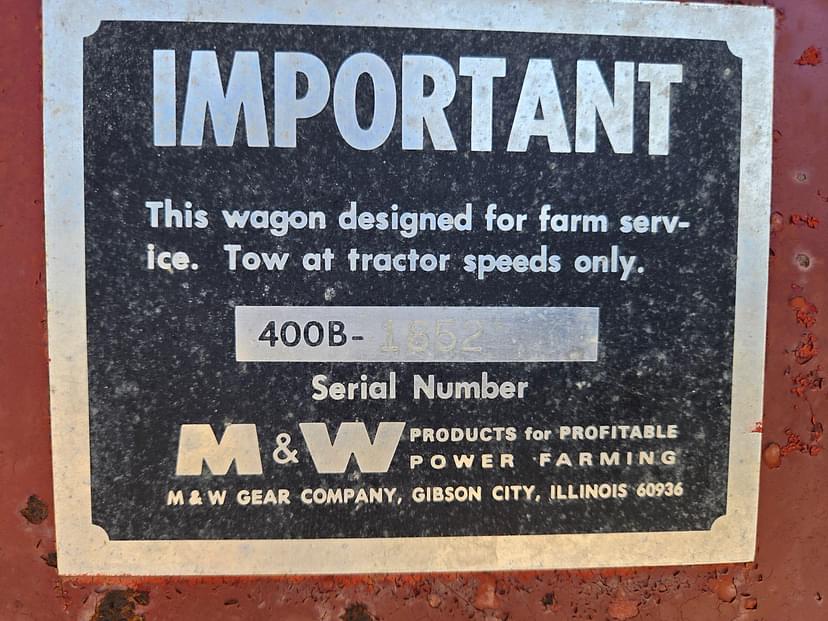 IMPORTANT
This wagon designed for farm serv-
ice. Tow at tractor speeds only.
400B- 1852
Serial Number
M & W PRODUCTS for PROFITABLE
POWER FARMING
M & W GEAR COMPANY, GIBSON CITY, ILLINOIS 60936